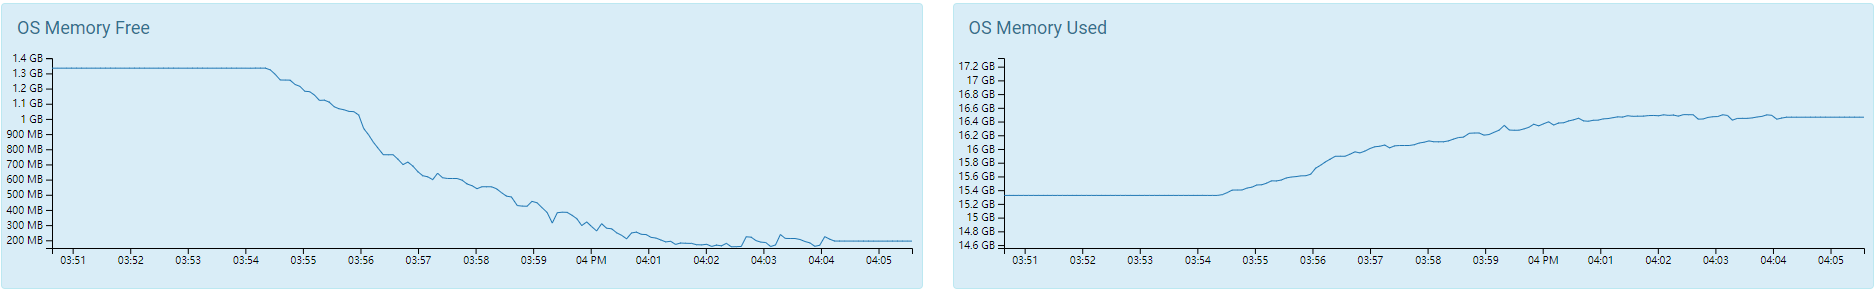 OS Memory Free
1.4 GB
1.3 GB
1.2 GB
1.1 GB
1 GB
900 MB
800 MB
700 MB
600 MB
500 MB
400 MB
300 MB
200 MB
03:51 03:52 03:53 03:54 03:55 03:56 03:57 03:58 03:59 04 PM 04:01 04:02 04:03 04:04 04:05
OS Memory Used
17.2 GB
17 GB
16.8 GB
16.6 GB
16.4 GB
16.2 GB
16 GB
15.8 GB
15.6 GB
15.4 GB
15.2 GB
15 GB
14.8 GB
14.6 GB
03:51 03:52 03:53 03:54 03:55 03:56 03:57 03:58 03:59 04 PM 04:01 04:02 04:03 04:04 04:05